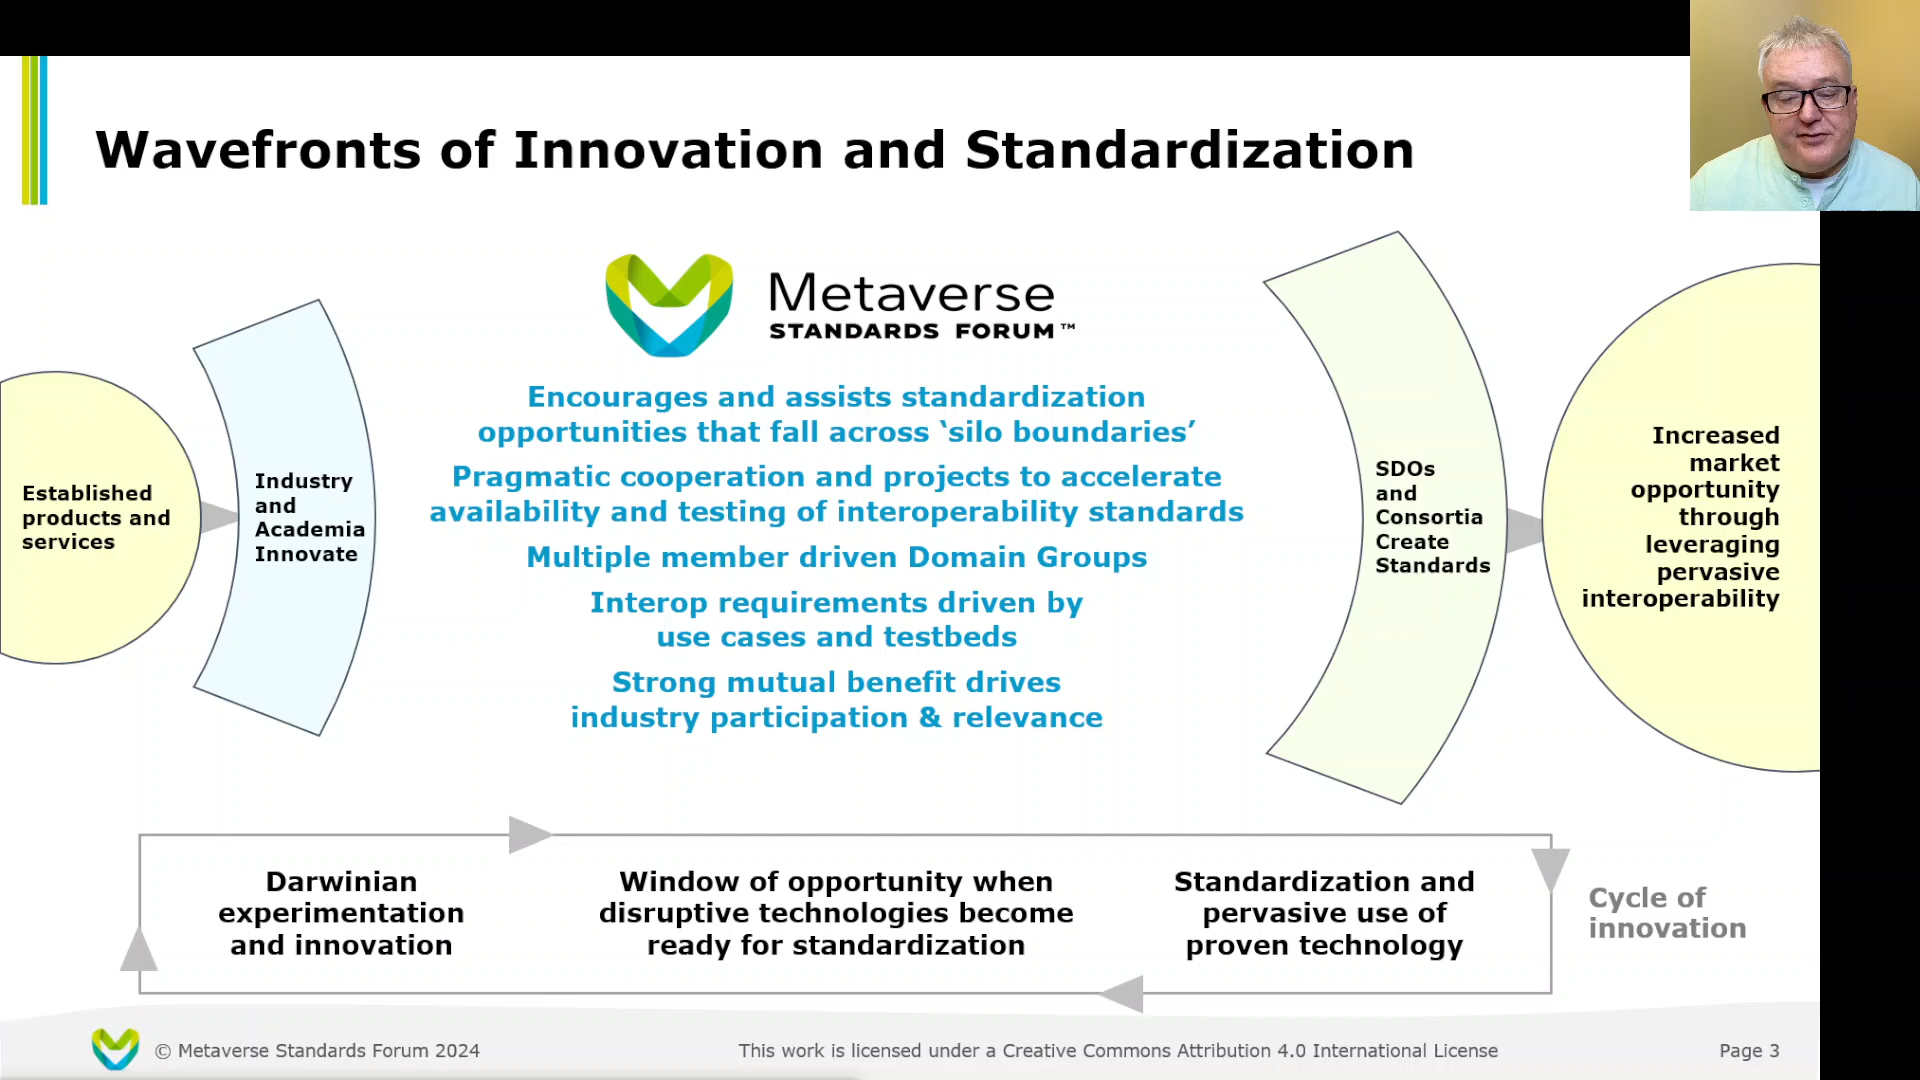 Wavefronts of Innovation and Standardization
Metaverse
STANDARDS FORUM™
Established
products and
services
Industry
and
Academia
Innovate
Encourages and assists standardization
opportunities that fall across ‘silo boundaries’
Pragmatic cooperation and projects to accelerate
availability and testing of interoperability standards
Multiple member driven Domain Groups
Interop requirements driven by
use cases and testbeds
Strong mutual benefit drives
industry participation & relevance
SDOs
and
Consortia
Create
Standards
Increased
market
opportunity
through
leveraging
pervasive
interoperability
Darwinian
experimentation
and innovation
Window of opportunity when
disruptive technologies become
ready for standardization
Standardization and
pervasive use of
proven technology
Cycle of
innovation
© Metaverse Standards Forum 2024
This work is licensed under a Creative Commons Attribution 4.0 International License
Page 3